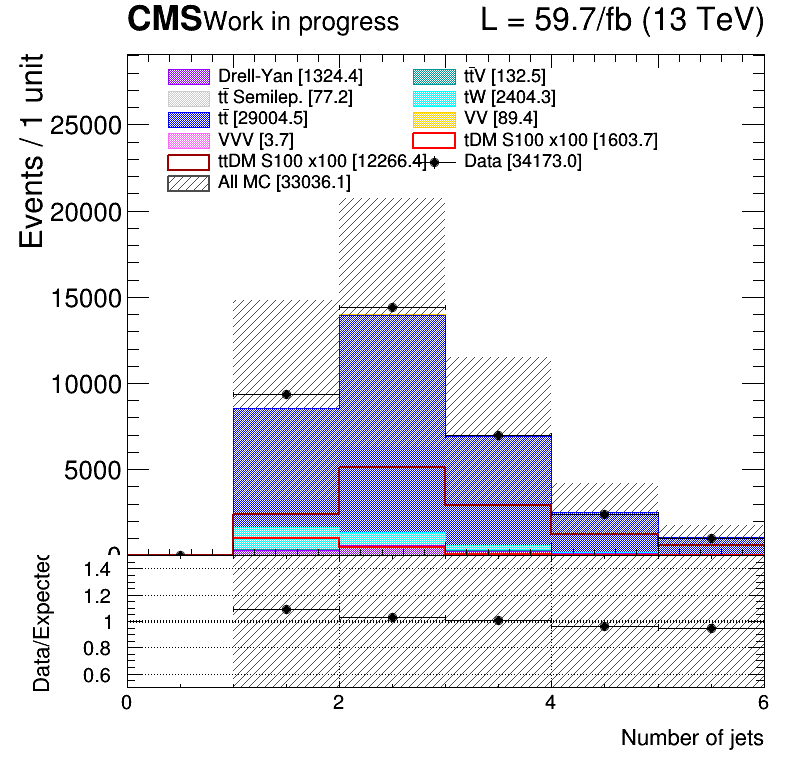 CMS Work in progress L = 59.7/fb (13 TeV)
Events / 1 unit
Drell-Yan [1324.4] tt̄V [132.5]
tt̄ Semilep. [77.2] tW [2404.3]
tt̄ [29004.5] VV [89.4]
VVV [3.7] tDM S100 x100 [1603.7]
ttDM S100 x100 [12266.4] Data [34173.0]
All MC [33036.1]
25000
20000
15000
10000
5000
0
Data/Expected
1.4
1.2
1
0.8
0.6
0 2 4 6
Number of jets